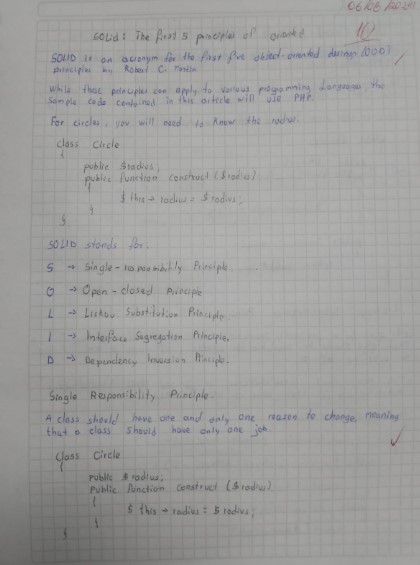 06/08/2024
10
SOLID: The first 5 principles of oriented
SOLID is an acronym for the first five object-oriented design (OOD)
principles by Robert C. Martin
While these principles can apply to various programming languages, the
sample code contained in this article will use PHP.
For circles, you will need to know the radius.
class Circle
{
public $radius;
public function construct ($radius)
{
$this → radius = $radius;
}
}
SOLID stands for.
S → Single-responsibility Principle
O → Open-closed Principle
L → Liskov Substitution Principle
I → Interface Segregation Principle.
D → Dependency Inversion Principle.
Single Responsibility Principle.
A class should have one and only one reason to change, meaning
that a class should have only one job.
class Circle
{
public $radius;
public function construct ($radius)
{
$this → radius = $radius;
}
}